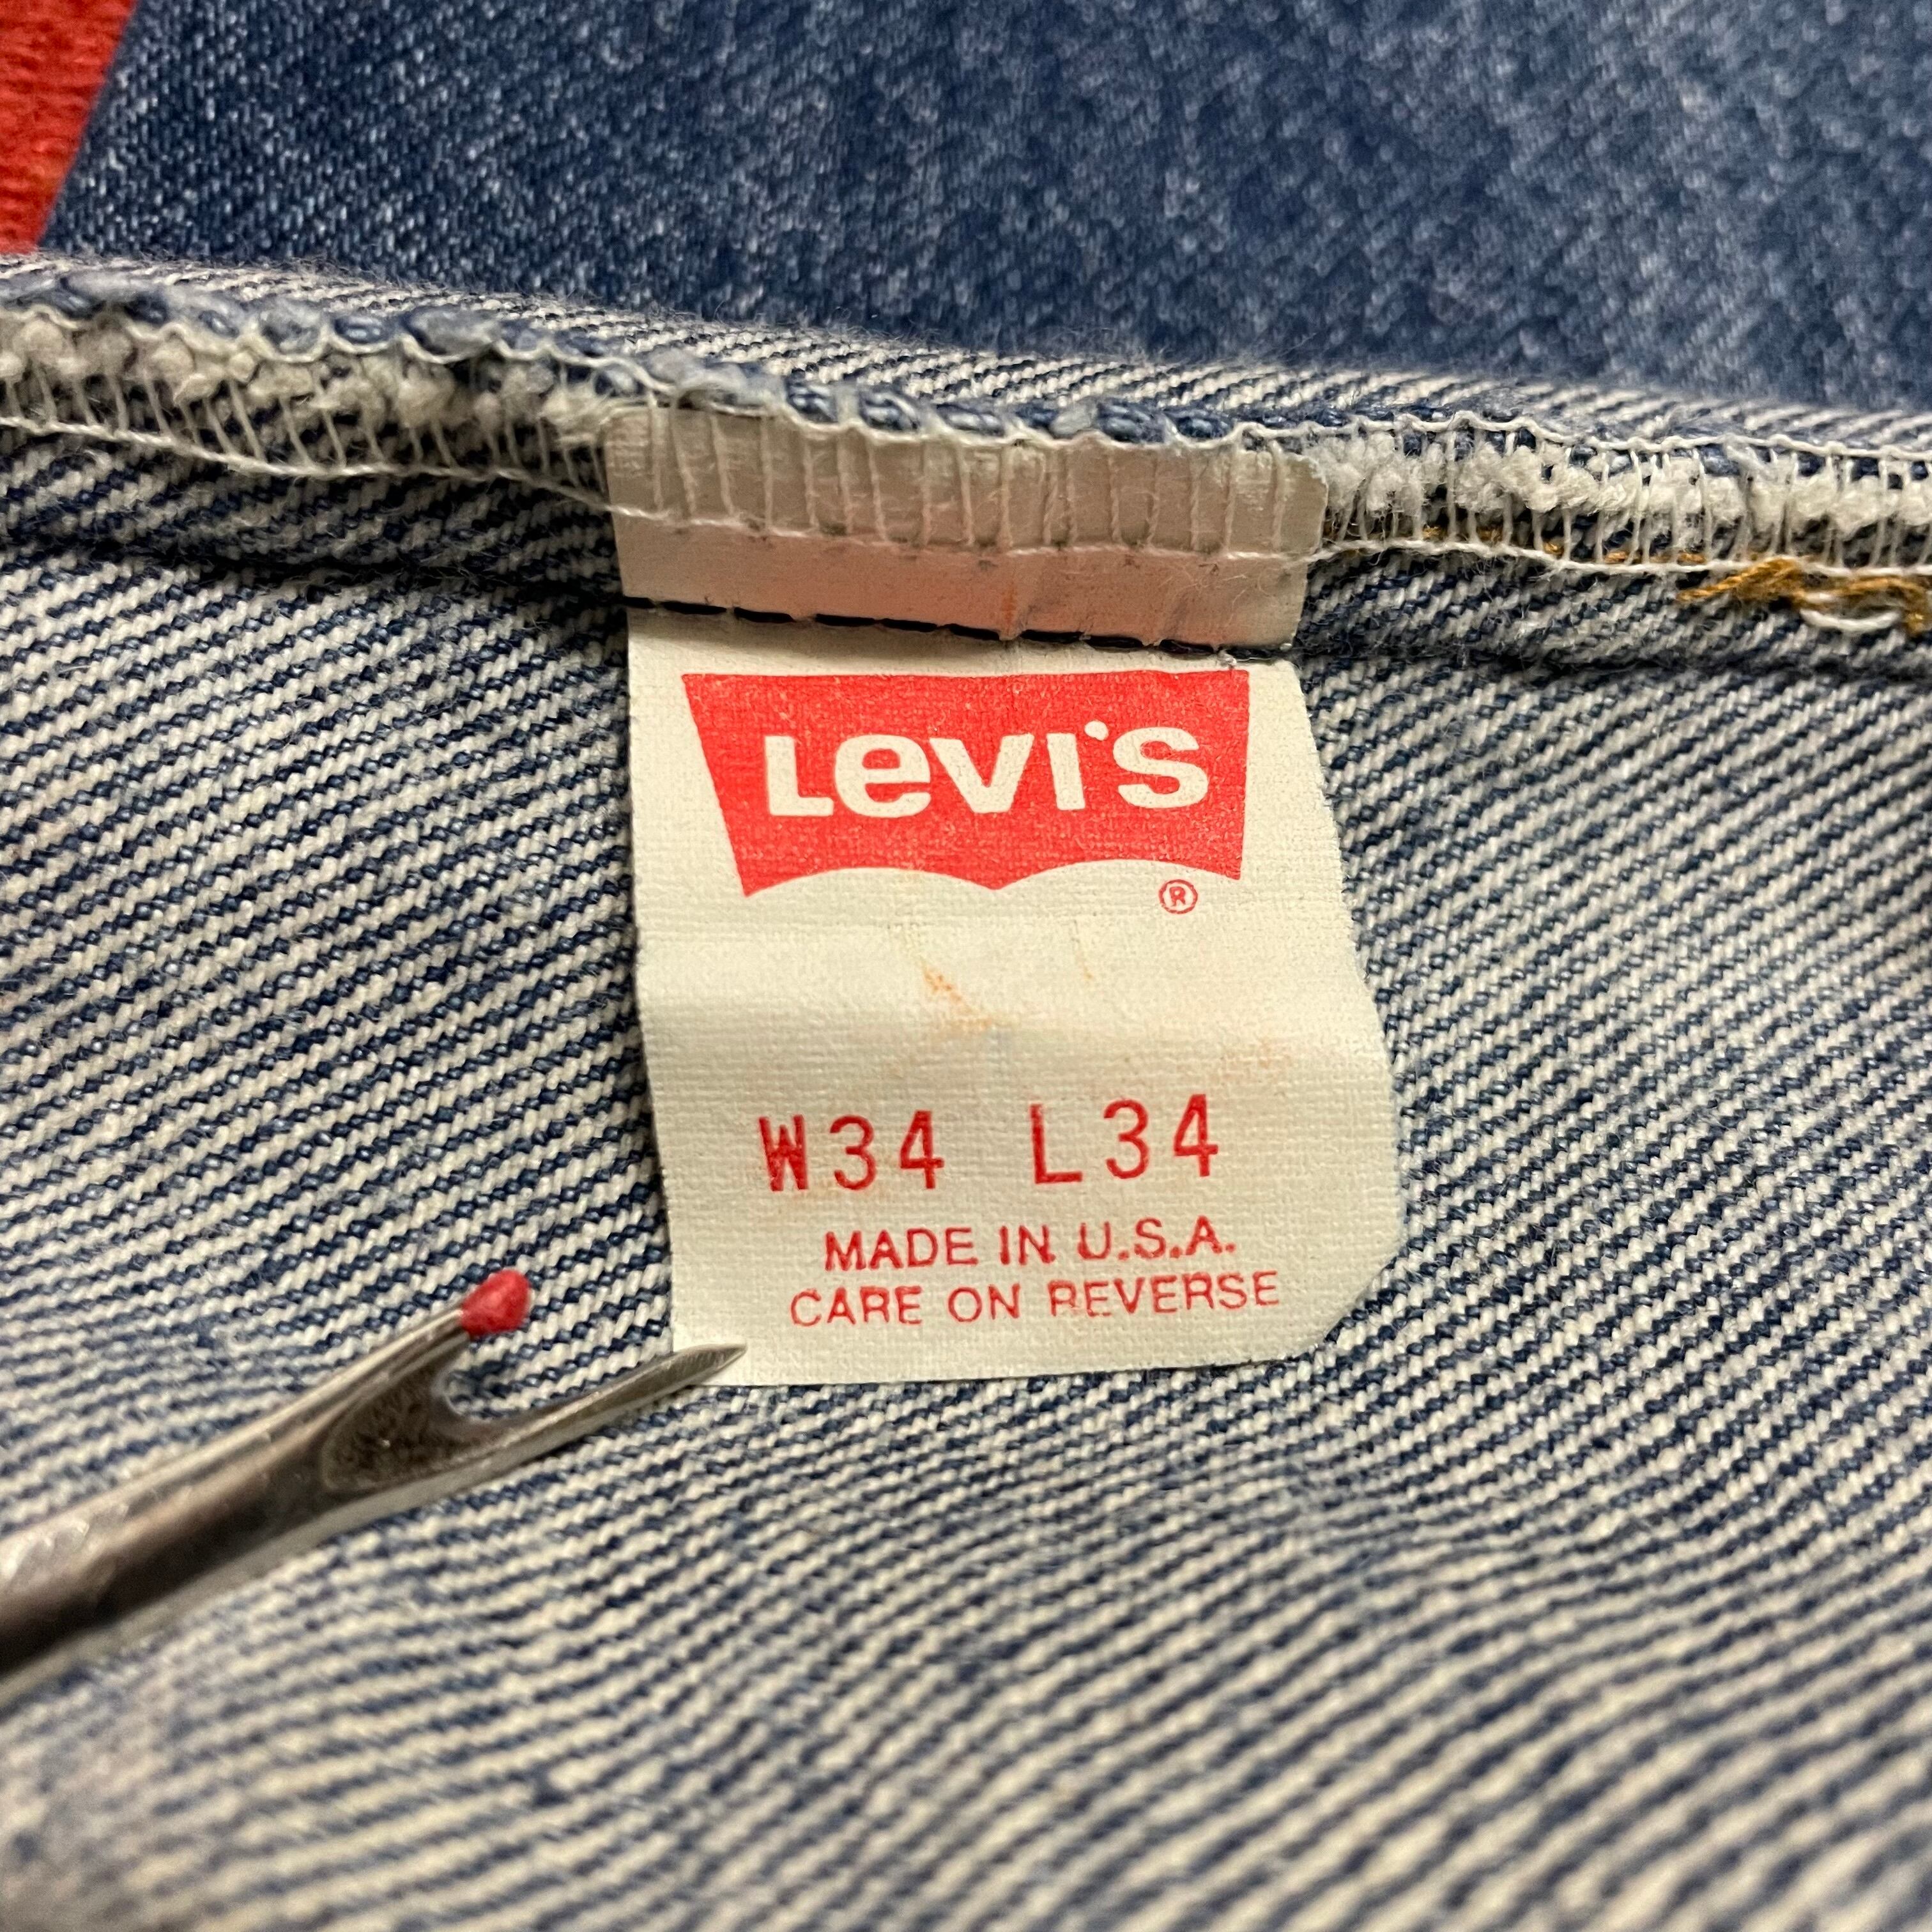 Levi's
®
W34 L34
MADE IN U.S.A.
CARE ON REVERSE